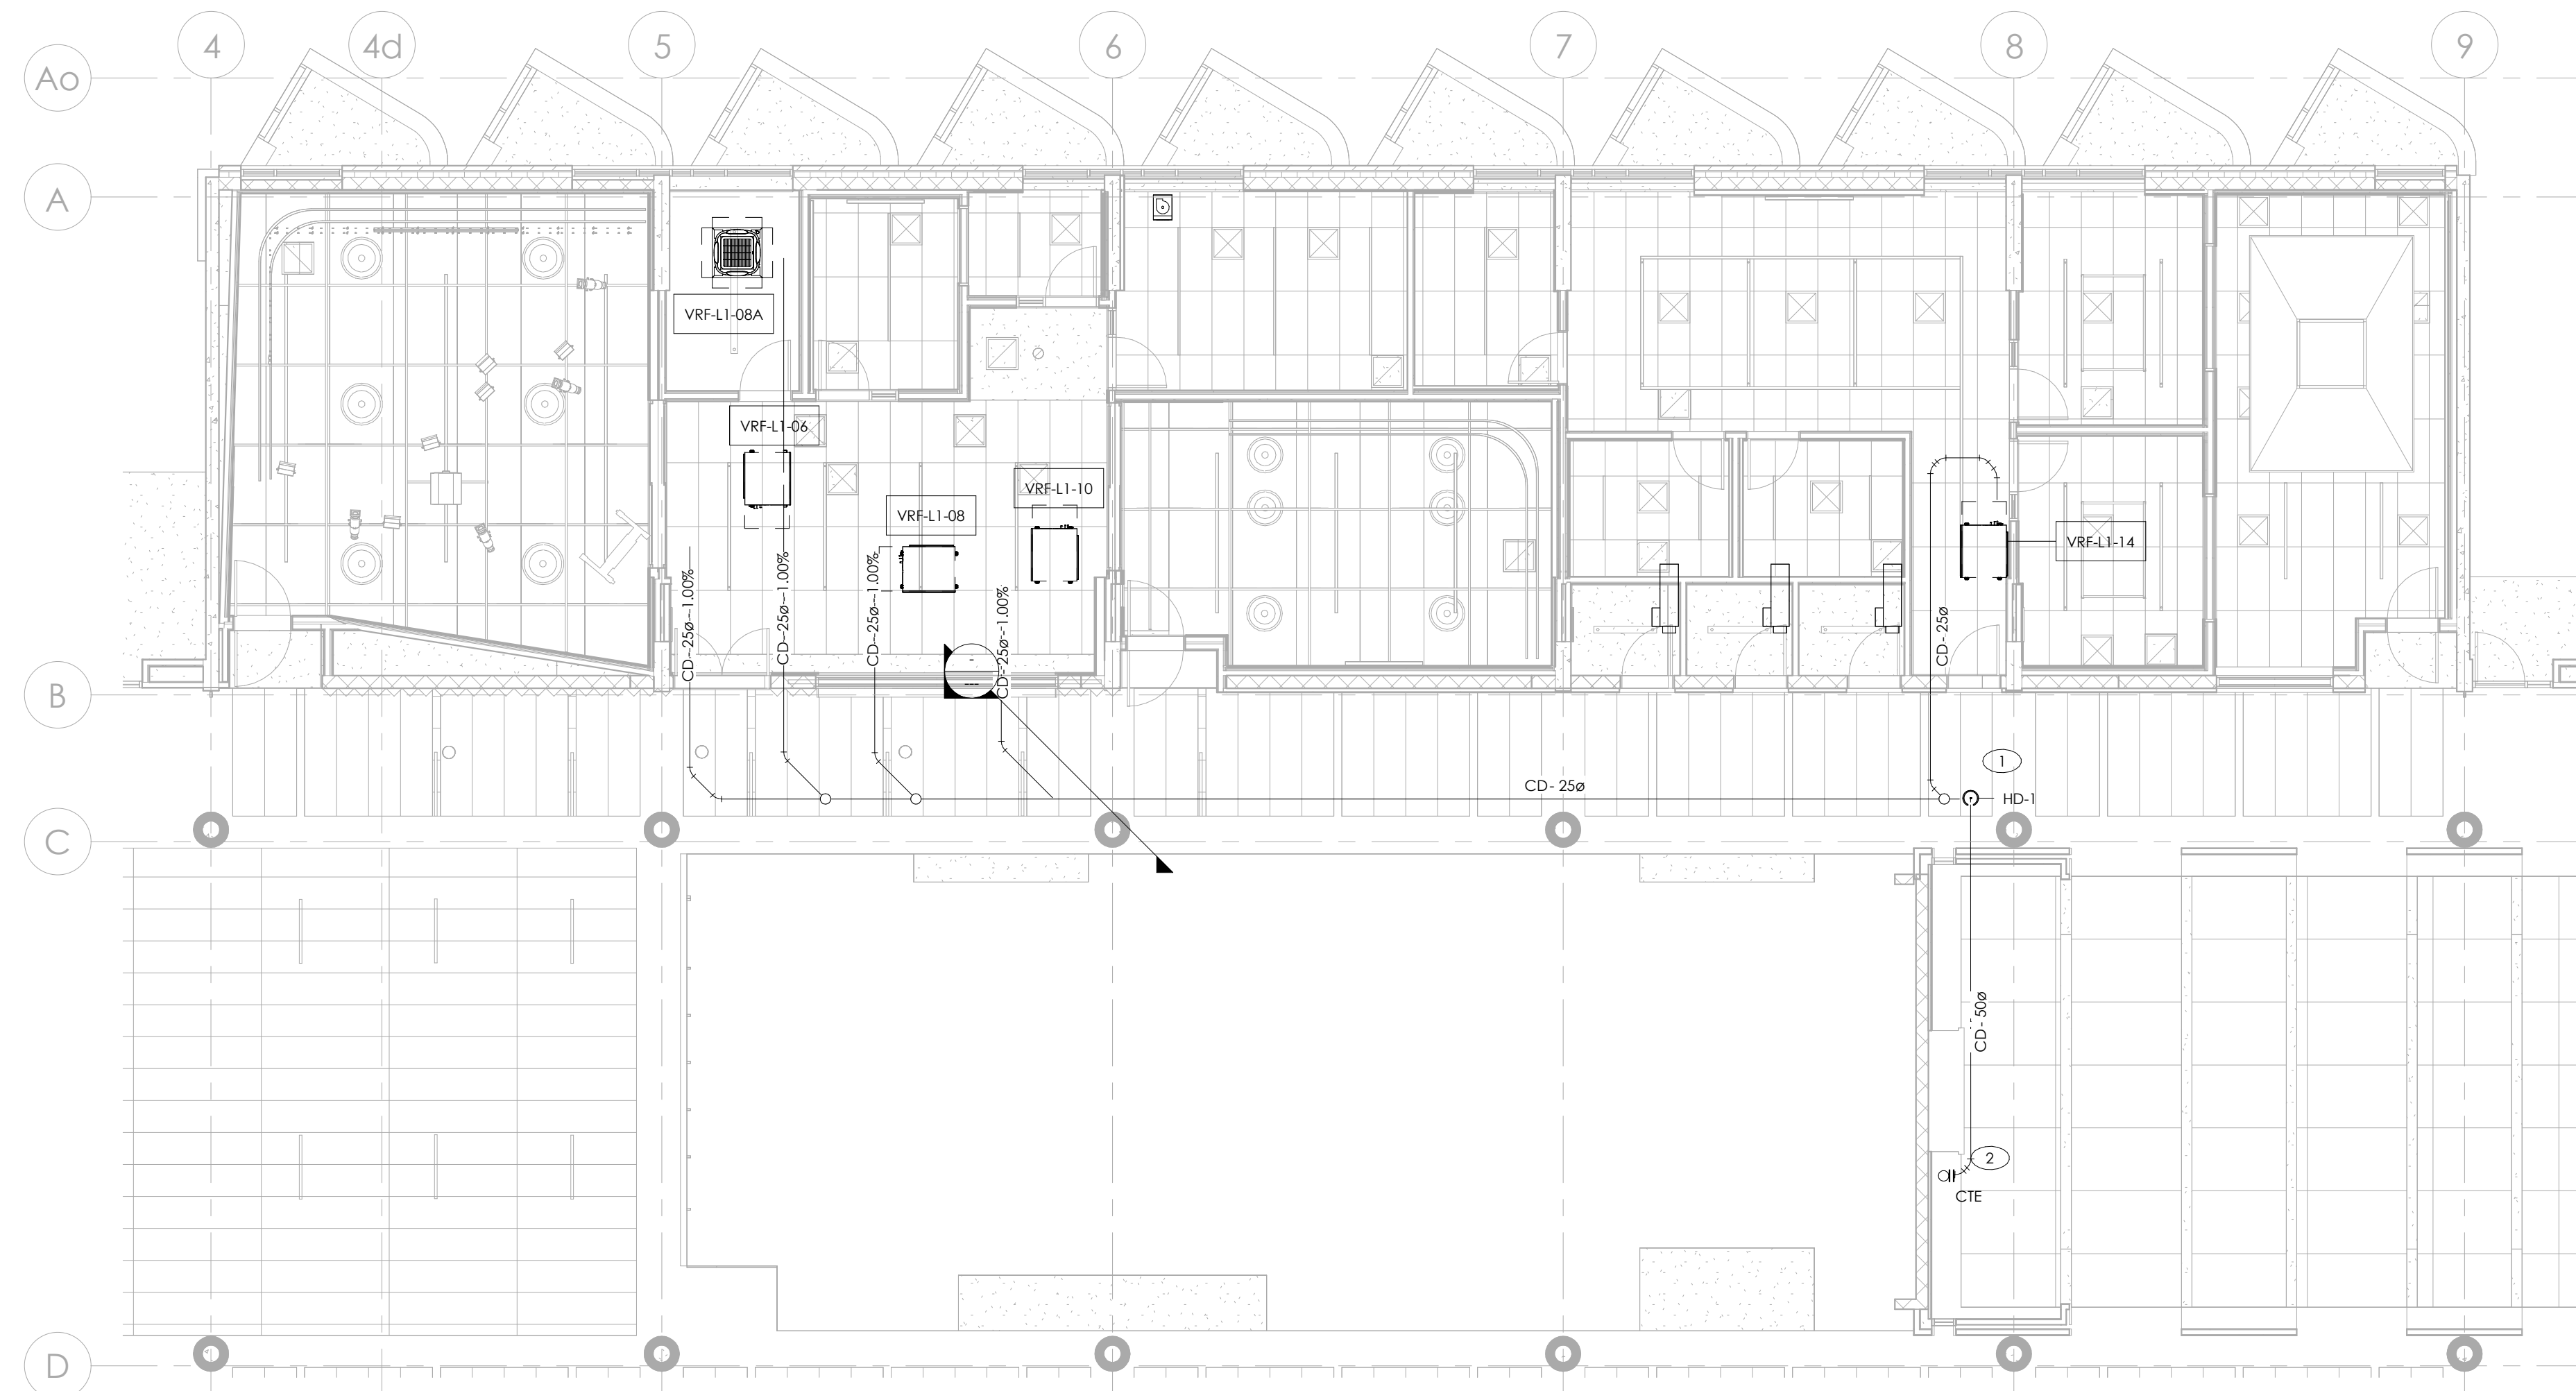 4
4d
5
6
7
8
9
Ao
A
VRF-L1-08A
VRF-L1-06
VRF-L1-10
VRF-L1-08
VRF-L1-14
CD-25ø--1.00%
CD-25ø--1.00%
CD-25ø--1.00%
CD-25ø--1.00%
CD- 25ø
-
---
B
1
CD- 25ø
HD-1
C
CD- 50ø
2
CTE
D